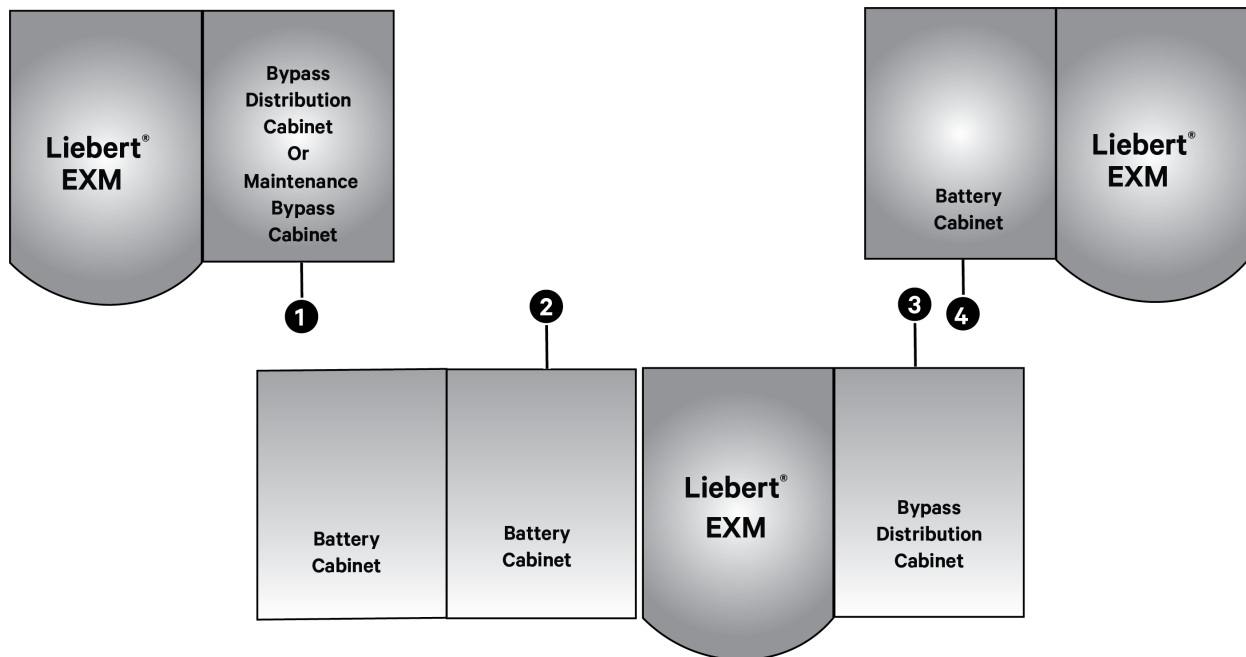 Liebert®
EXM
Bypass
Distribution
Cabinet
Or
Maintenance
Bypass
Cabinet
1
Battery
Cabinet
Liebert®
EXM
4
2
3
Battery
Cabinet
Battery
Cabinet
Liebert®
EXM
Bypass
Distribution
Cabinet